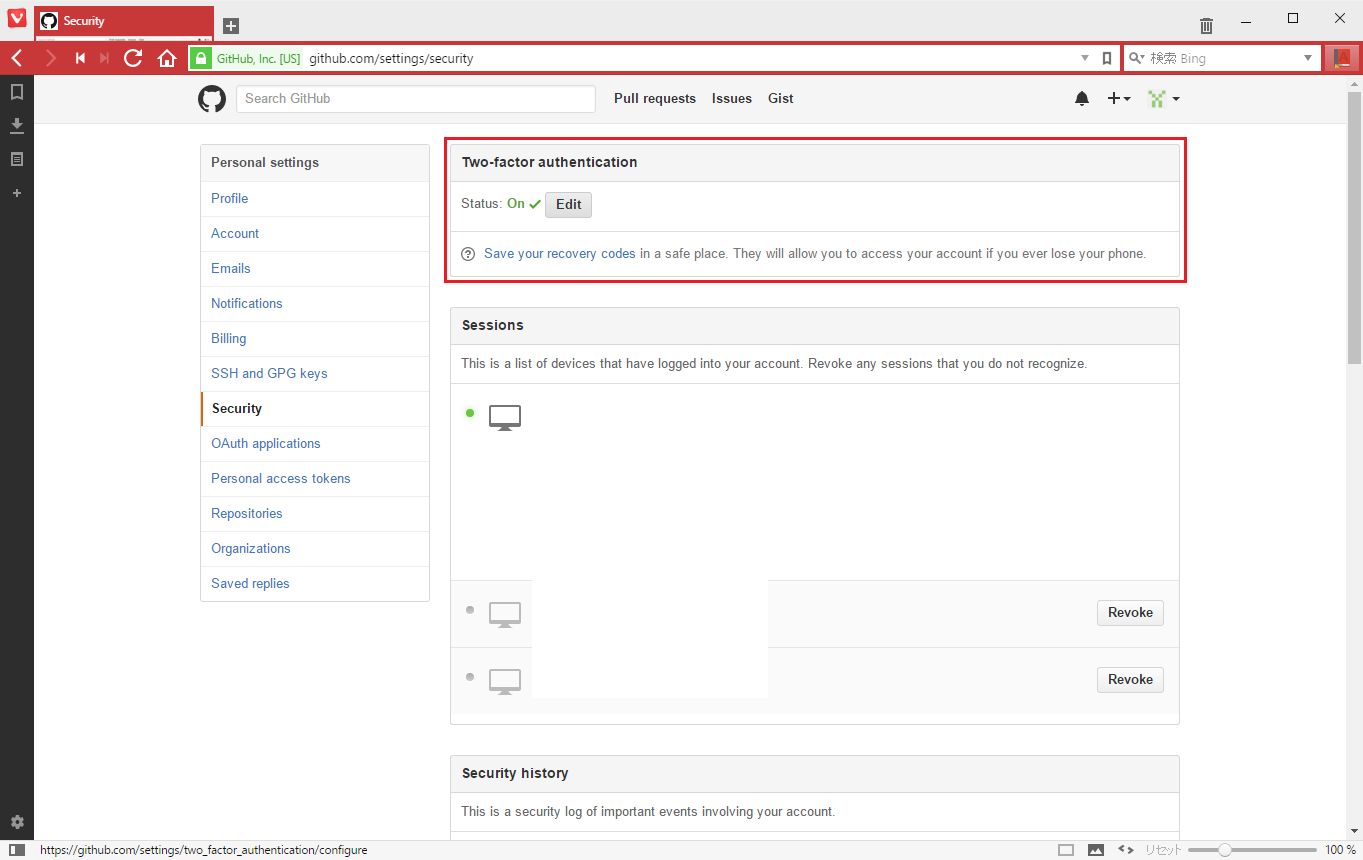 Security
GitHub, Inc. [US] github.com/settings/security
検索 Bing
Search GitHub
Pull requests Issues Gist
Personal settings
Profile
Account
Emails
Notifications
Billing
SSH and GPG keys
Security
OAuth applications
Personal access tokens
Repositories
Organizations
Saved replies
Two-factor authentication
Status: On Edit
Save your recovery codes in a safe place. They will allow you to access your account if you ever lose your phone.
Sessions
This is a list of devices that have logged into your account. Revoke any sessions that you do not recognize.
Revoke
Revoke
Security history
This is a security log of important events involving your account.
https://github.com/settings/two_factor_authentication/configure
リセット 100 %